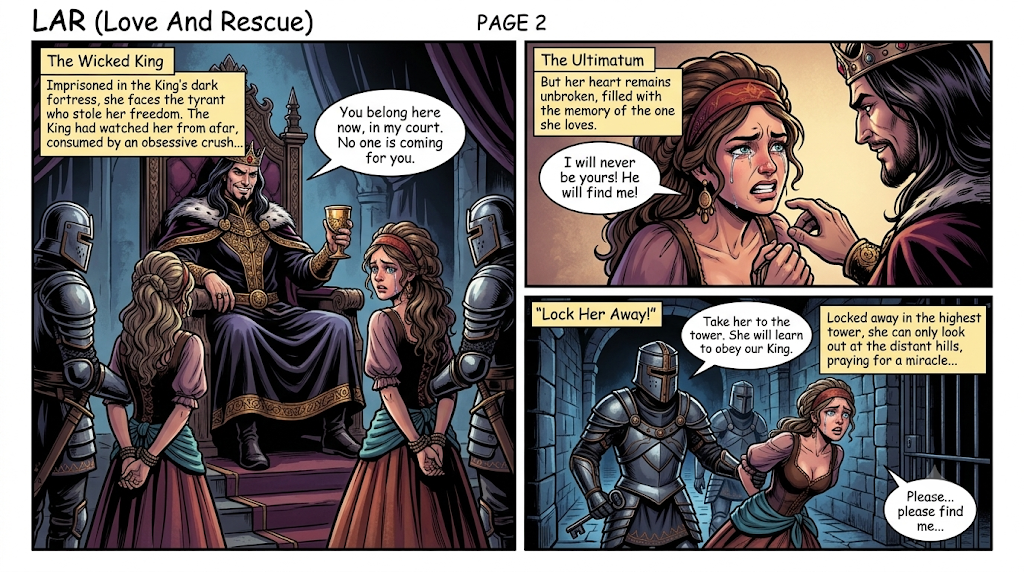 LAR (Love And Rescue)
PAGE 2
The Wicked King
Imprisoned in the King's dark
fortress, she faces the tyrant
who stole her freedom. The
King had watched her from afar,
consumed by an obsessive crush...
You belong here
now, in my court.
No one is coming
for you.
The Ultimatum
But her heart remains
unbroken, filled with
the memory of the one
she loves.
I will never
be yours! He
will find me!
"Lock Her Away!"
Take her to the
tower. She will learn
to obey our King.
Locked away in the highest
tower, she can only look
out at the distant hills,
praying for a miracle...
Please...
please find
me...